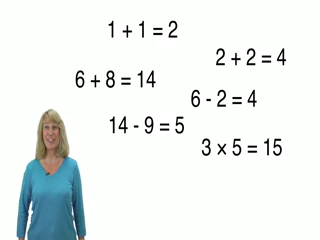 1 + 1 = 2
2 + 2 = 4
6 + 8 = 14
6 - 2 = 4
14 - 9 = 5
3 × 5 = 15